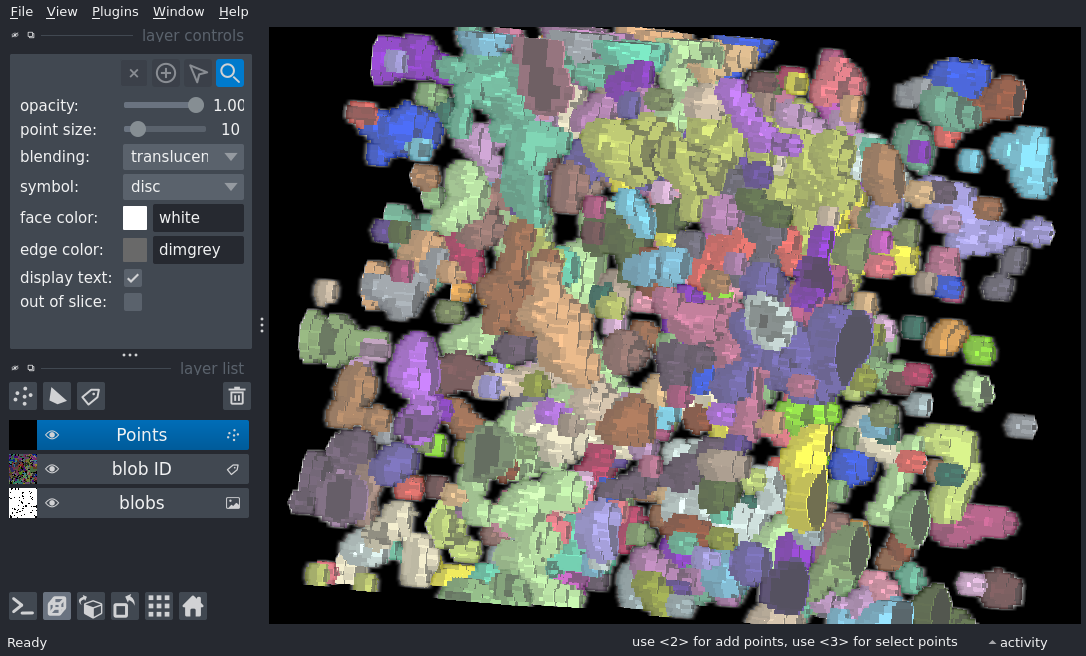 File View Plugins Window Help
layer controls
opacity: 1.00
point size: 10
blending: translucen
symbol: disc
face color: white
edge color: dimgrey
display text:
out of slice:
layer list
Points
blob ID
blobs
Ready
use <2> for add points, use <3> for select points
activity